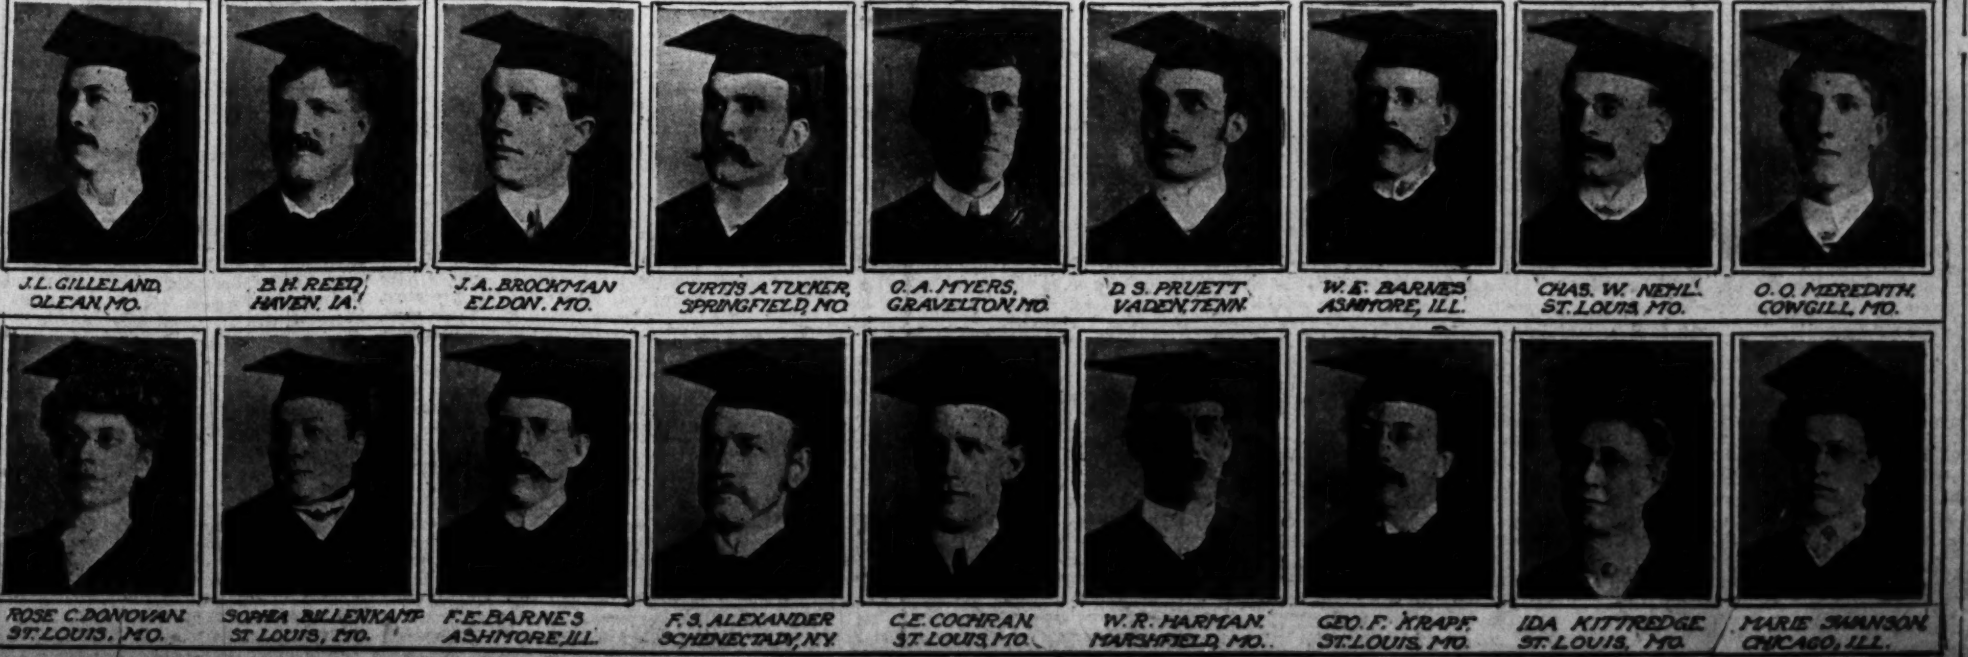 J. L. GILLELAND,
OLEAN, MO.
B. H. REED,
HAVEN, IA.
J. A. BROCKMAN
ELDON, MO.
CURTIS A TUCKER,
SPRINGFIELD, MO.
O. A. MYERS,
GRAVELTON, MO.
D. S. PRUETT
VADEN, TENN.
W. E. BARNES
ASHMORE, ILL.
CHAS. W. NEHL.
ST. LOUIS, MO.
O. O. MEREDITH,
COWGILL, MO.
ROSE C. DONOVAN.
ST. LOUIS, MO.
SOPHIA BILLENKAMP
ST LOUIS, MO.
F. E. BARNES
ASHMORE, ILL.
F. S. ALEXANDER
SCHENECTADY, N.Y.
C. E. COCHRAN.
ST. LOUIS, MO.
W. R. HARMAN.
MARSHFIELD, MO.
GEO. F. KRAPF.
ST. LOUIS, MO.
IDA KITTREDGE
ST. LOUIS, MO.
MARIE SWANSON.
CHICAGO, ILL.